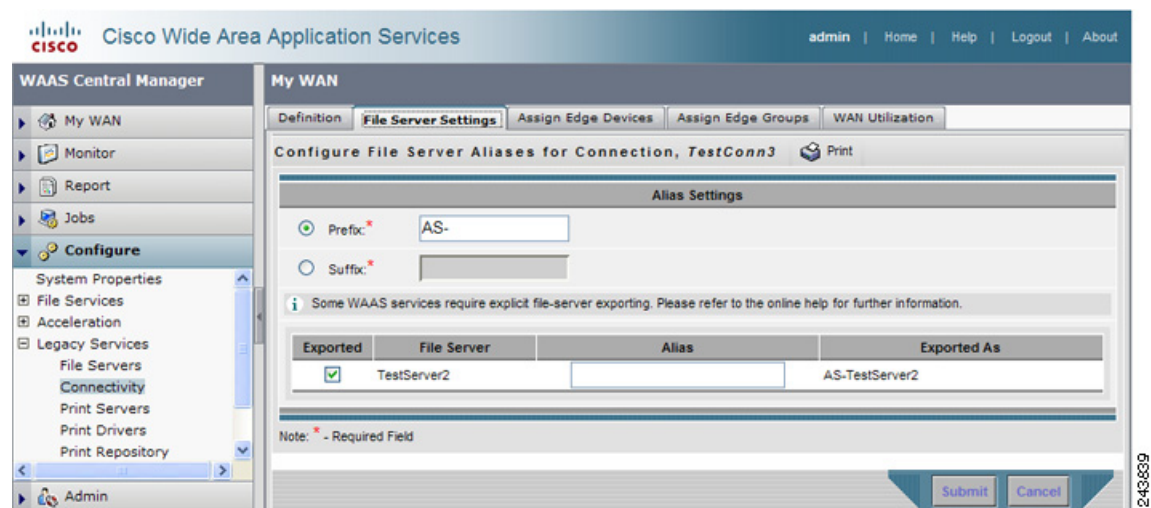 CISCO
Cisco Wide Area Application Services
admin | Home | Help | Logout | About
WAAS Central Manager
My WAN
Monitor
Report
Jobs
Configure
System Properties
File Services
Acceleration
Legacy Services
File Servers
Connectivity
Print Servers
Print Drivers
Print Repository
Admin
My WAN
Definition
File Server Settings
Assign Edge Devices
Assign Edge Groups
WAN Utilization
Configure File Server Aliases for Connection, TestConn3
Print
Alias Settings
Prefix:*
AS-
Suffix:*
i Some WAAS services require explicit file-server exporting. Please refer to the online help for further information.
Exported File Server Alias Exported As
TestServer2 AS-TestServer2
Note: * - Required Field
Submit
Cancel
243839